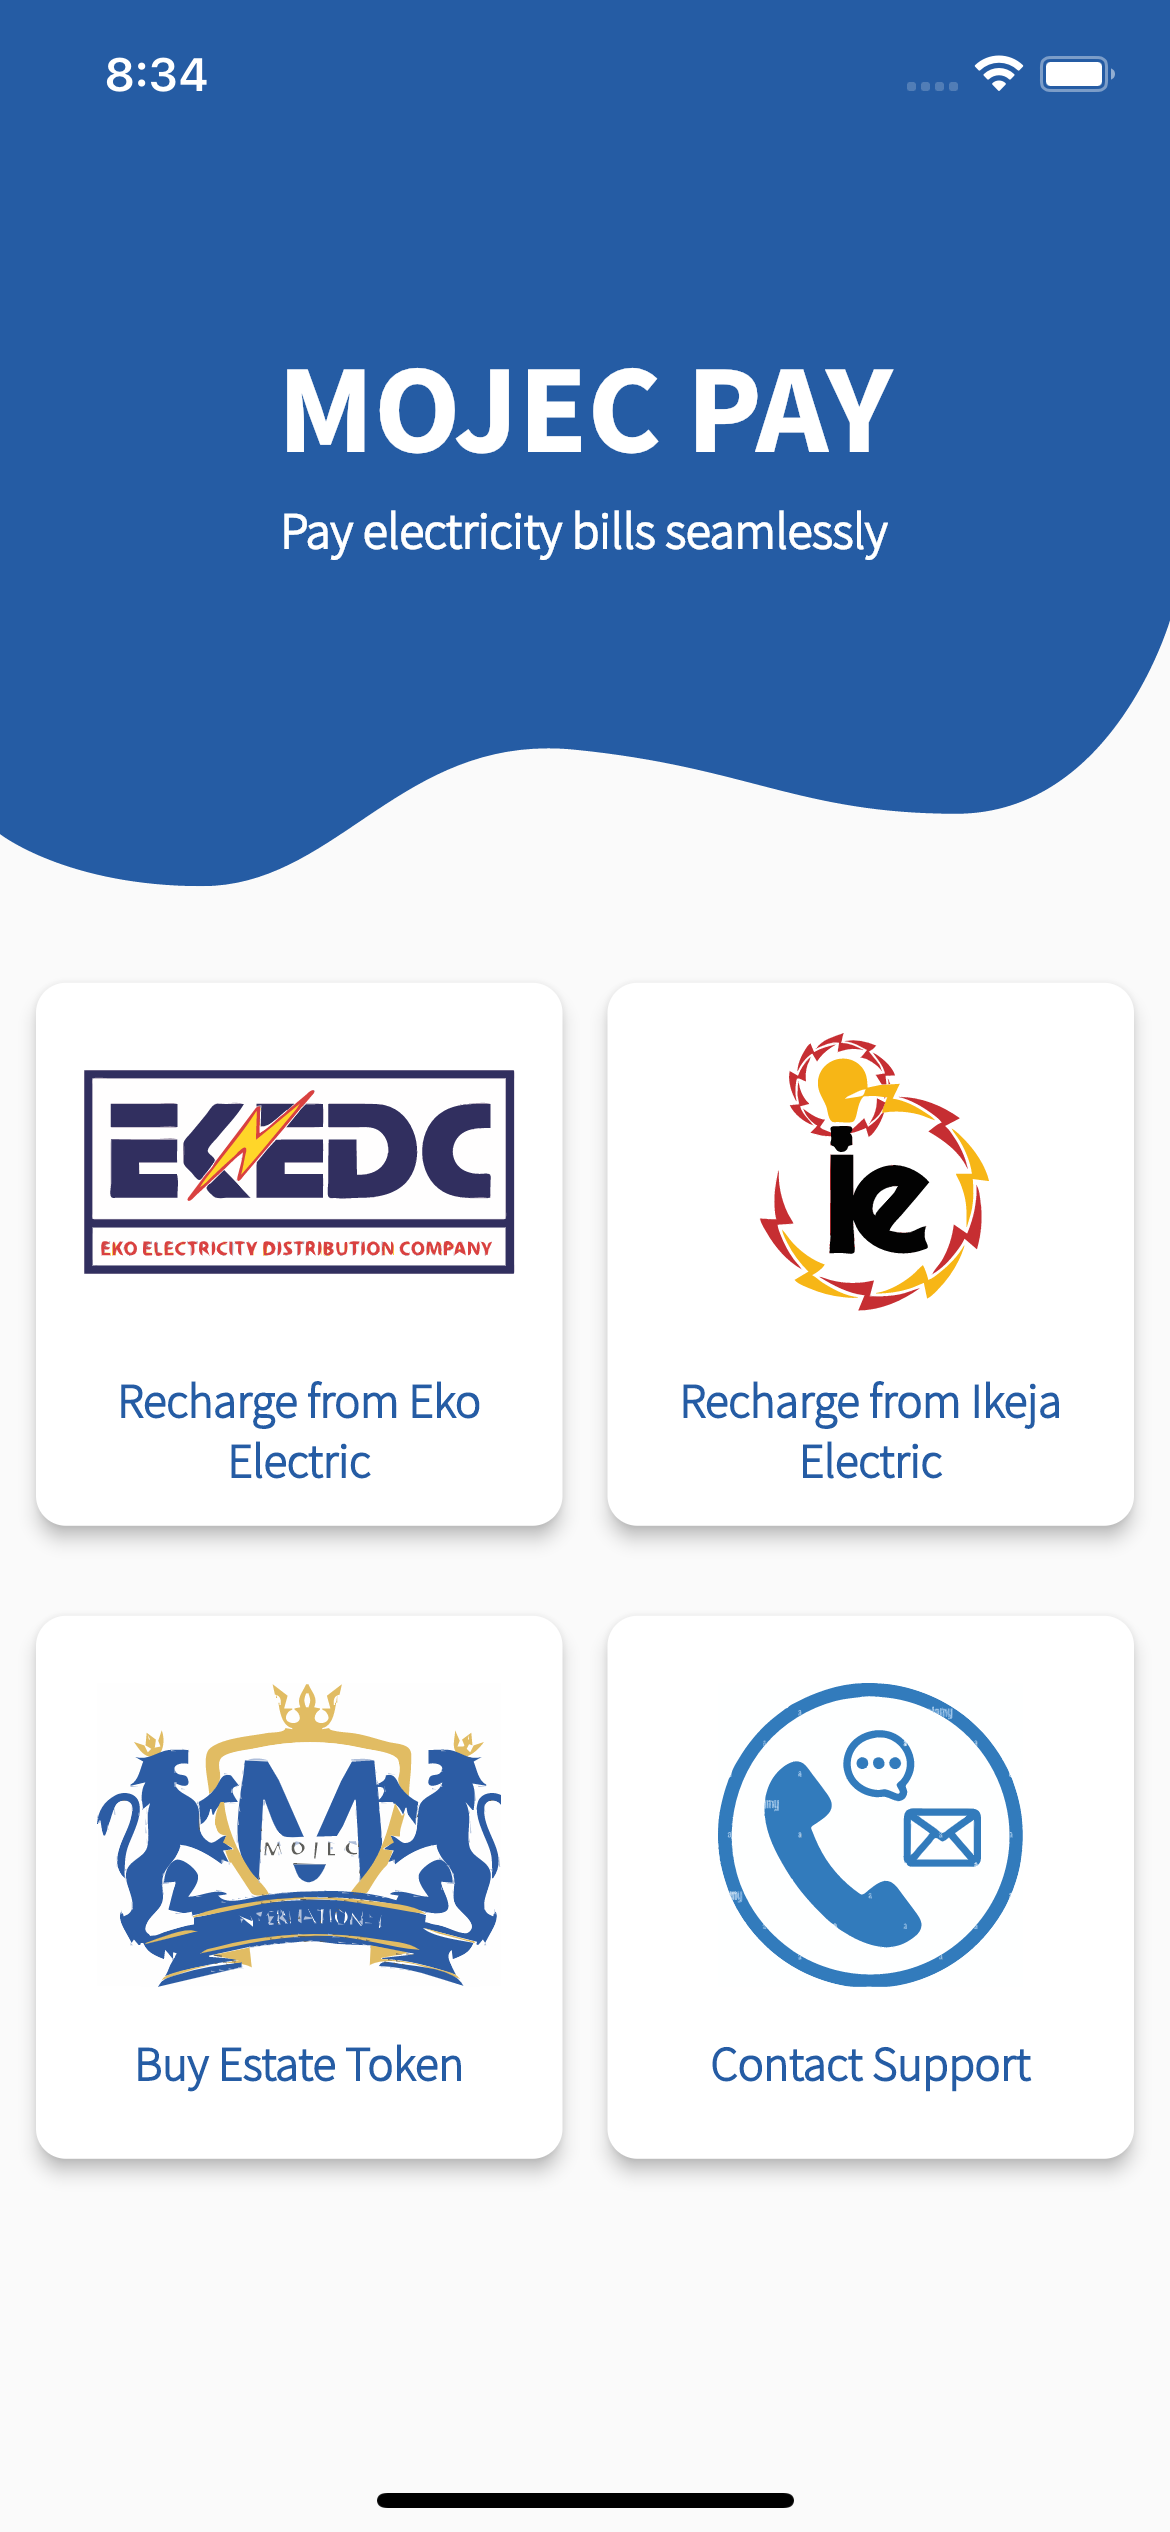 8:34
MOJEC PAY
Pay electricity bills seamlessly
EKEDC
EKO ELECTRICITY DISTRIBUTION COMPANY
ie
Recharge from Eko
Electric
Recharge from Ikeja
Electric
M
MOJEC
Buy Estate Token
Contact Support